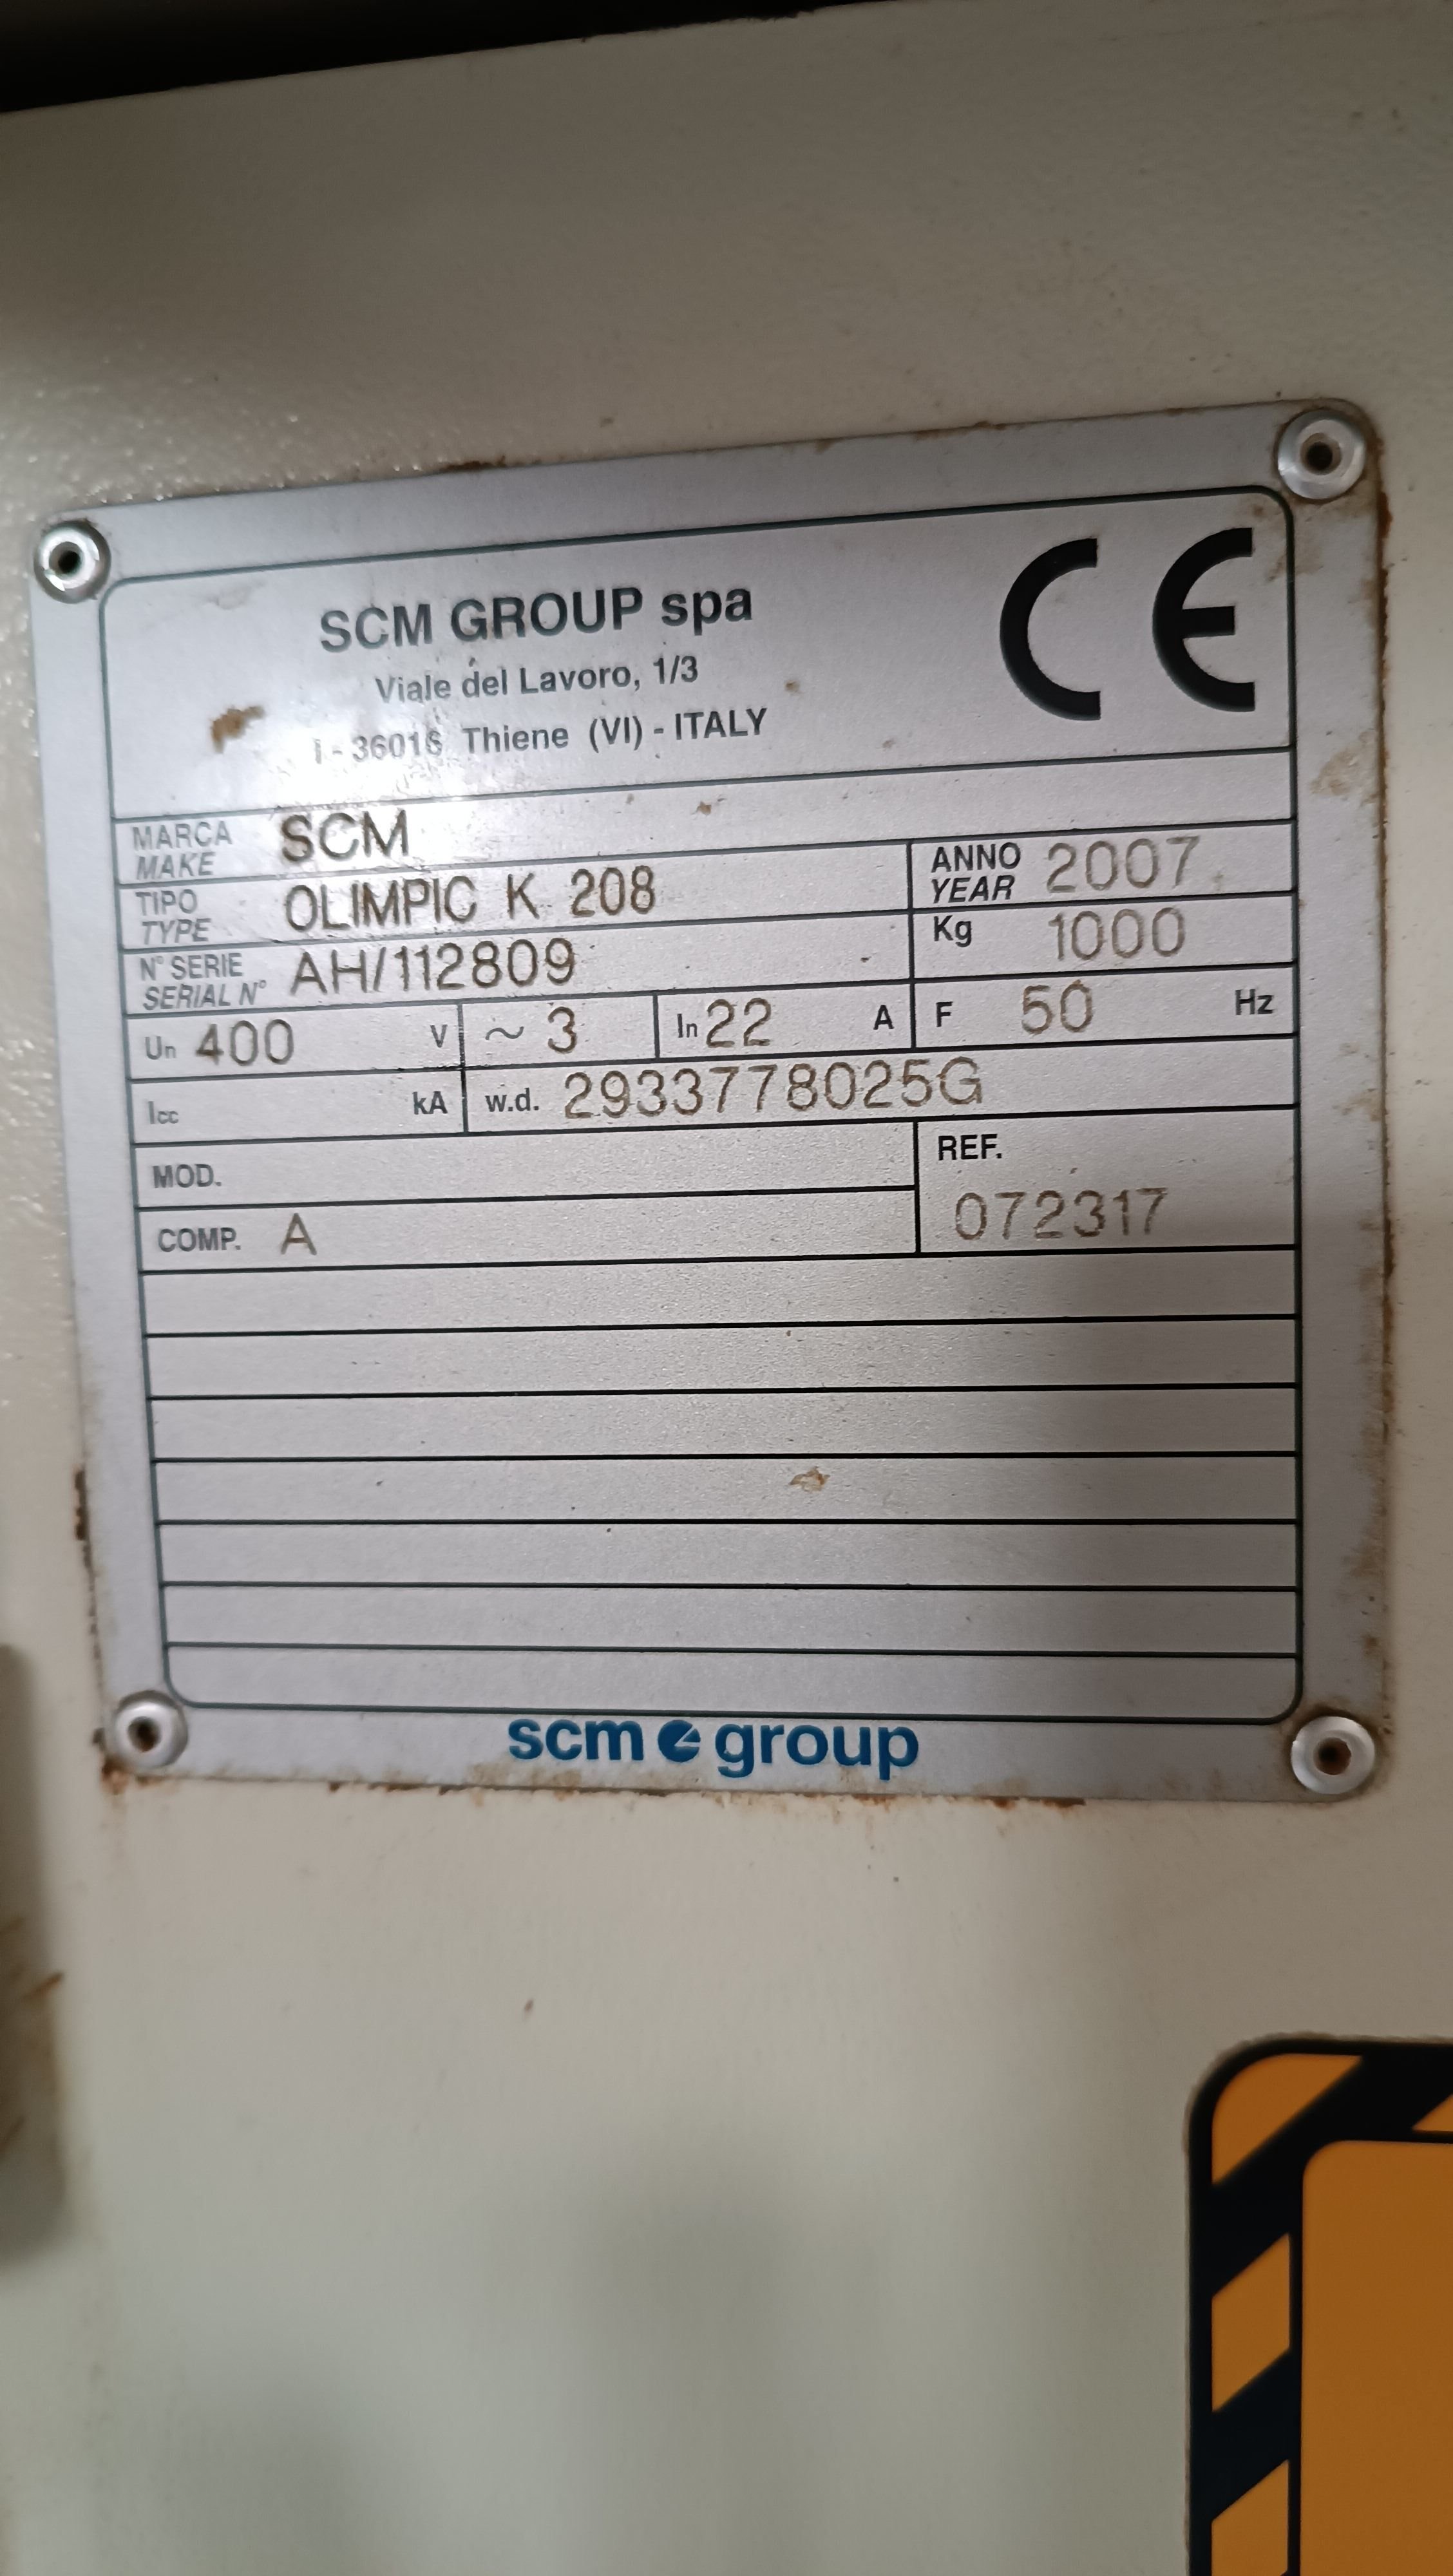 SCM GROUP spa
Viale del Lavoro, 1/3
I - 36016 Thiene (VI) - ITALY
CE
MARCA
MAKE
SCM
TIPO
TYPE
OLIMPIC K 208
ANNO
YEAR
2007
N° SERIE
SERIAL N°
AH/112809
Kg 1000
Un 400 V ~ 3 In 22 A F 50 Hz
Icc kA w.d. 2933778025G
MOD.
REF.
072317
COMP. A
scm group